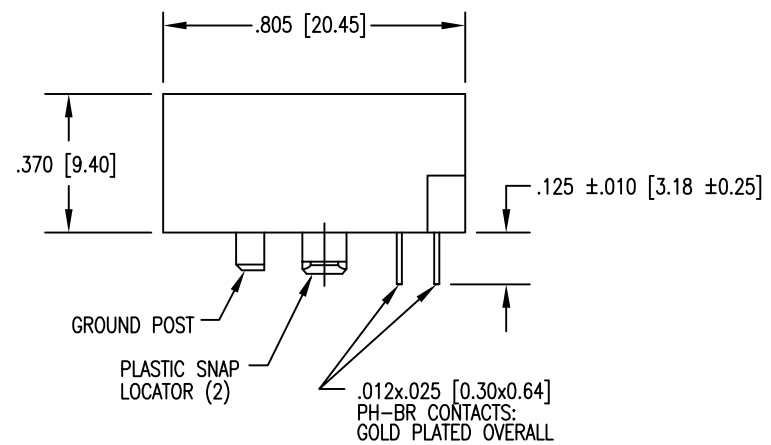 .805 [20.45]
.370 [9.40]
.125 ±.010 [3.18 ±0.25]
GROUND POST
PLASTIC SNAP
LOCATOR (2)
.012x.025 [0.30x0.64]
PH-BR CONTACTS:
GOLD PLATED OVERALL